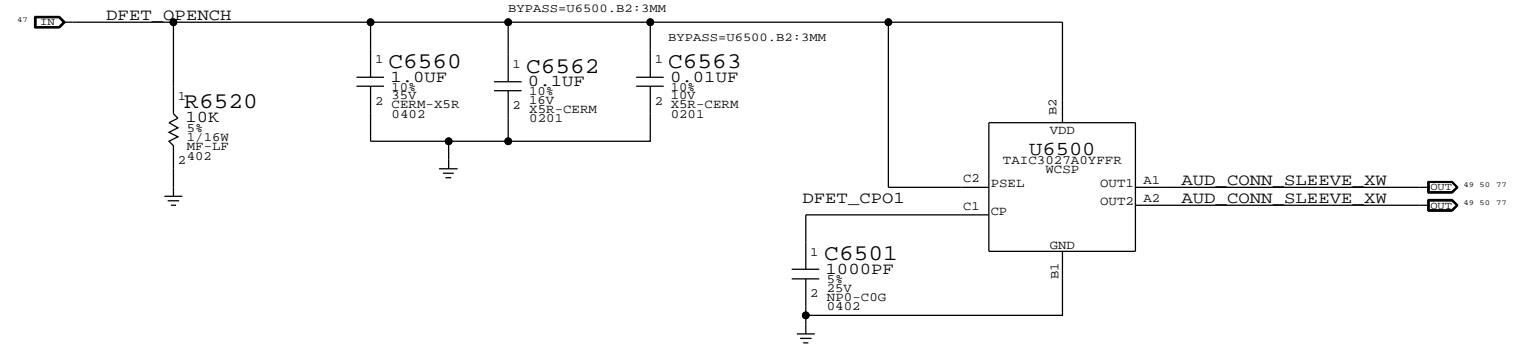 BYPASS=U6500.B2:3MM
47 IN DFET_OPENCH
BYPASS=U6500.B2:3MM
1
C6560
1.0UF
10%
35V
CERM-X5R
0402
2
1
C6562
0.1UF
10%
16V
X5R-CERM
0201
2
1
C6563
0.01UF
10%
10V
X5R-CERM
0201
2
1
R6520
10K
5%
1/16W
MF-LF
402
2
B2
VDD
U6500
TAIC3027A0YFFR
WCSP
C2 PSEL
OUT1 A1 AUD_CONN_SLEEVE_XW OUT 49 50 77
DFET_CPO1
C1 CP
OUT2 A2 AUD_CONN_SLEEVE_XW OUT 49 50 77
GND
B1
1
C6501
1000PF
5%
25V
NP0-C0G
0402
2